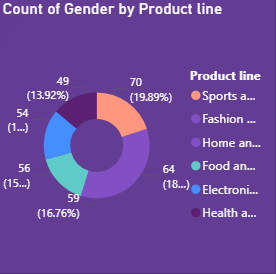 Count of Gender by Product line
49
(13.92%)
70
(19.89%)
54
(1...)
56
(15...)
59
(16.76%)
64
(18...)
Product line
Sports a...
Fashion ...
Home an...
Food an...
Electroni...
Health a...